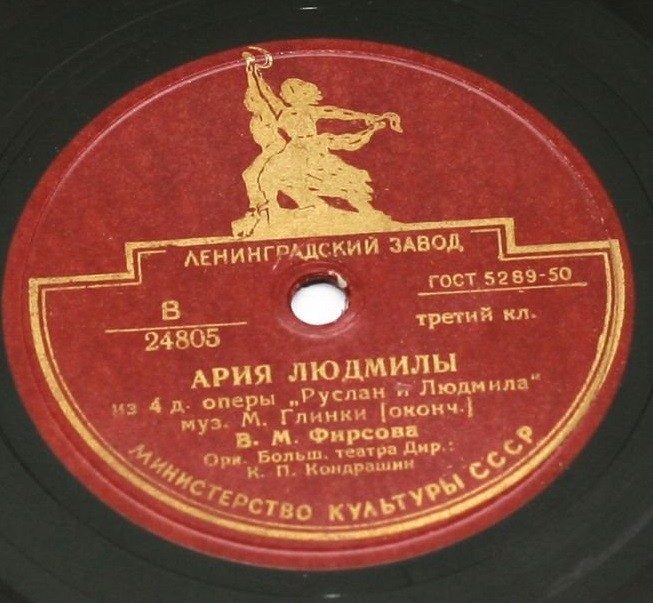 ЛЕНИНГРАДСКИЙ ЗАВОД
ГОСТ 5289-50
В
24805
третий кл.
АРИЯ ЛЮДМИЛЫ
из 4 д. оперы „Руслан и Людмила"
муз. М. Глинки [оконч.]
В. М. Фирсова
Орк. Больш. театра Дир.:
К. П. Кондрашин
МИНИСТЕРСТВО КУЛЬТУРЫ СССР